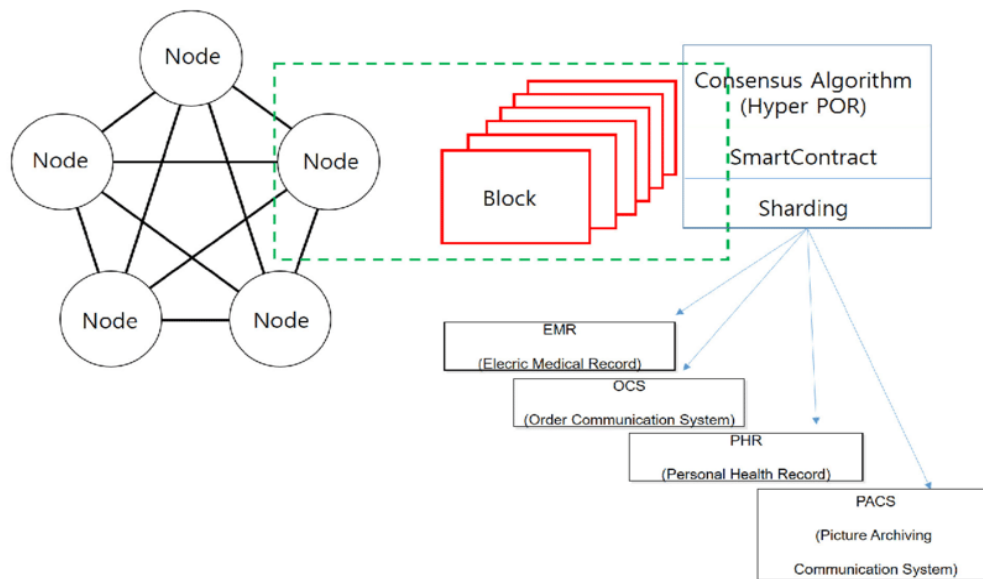 Node
Node
Node
Node
Node
Block
Consensus Algorithm
(Hyper POR)
SmartContract
Sharding
EMR
(Elecric Medical Record)
OCS
(Order Communication System)
PHR
(Personal Health Record)
PACS
(Picture Archiving
Communication System)